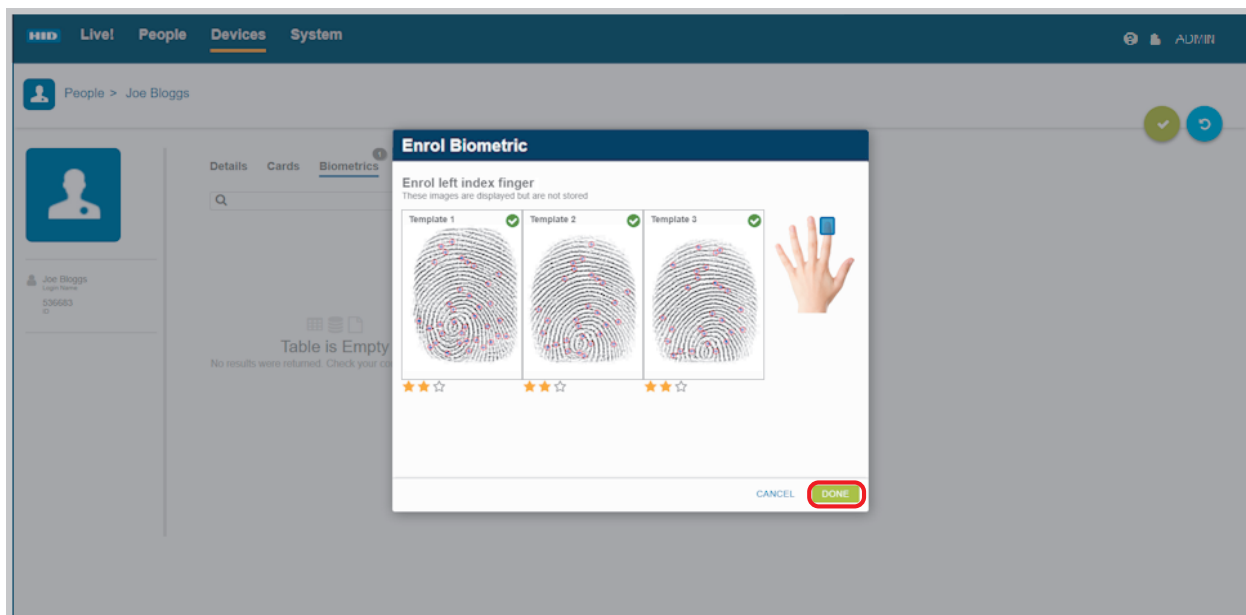 HID Live! People Devices System ADMIN
People > Joe Bloggs
Details Cards Biometrics 1
Joe Bloggs
Login Name
536683
ID
Table is Empty
No results were returned. Check your co
Enrol Biometric
Enrol left index finger
These images are displayed but are not stored
Template 1 Template 2 Template 3
CANCEL DONE